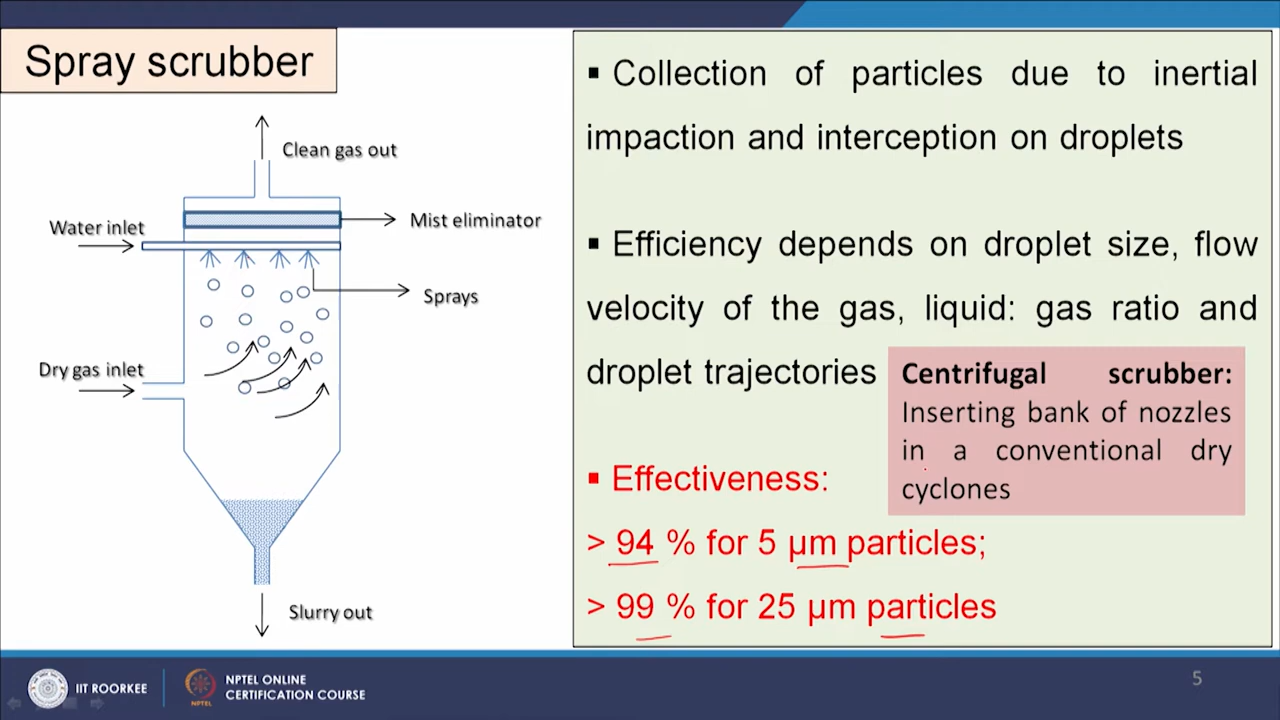 Spray scrubber
Clean gas out
Water inlet
Mist eliminator
Sprays
Dry gas inlet
Slurry out
▪ Collection of particles due to inertial
impaction and interception on droplets
▪ Efficiency depends on droplet size, flow
velocity of the gas, liquid: gas ratio and
droplet trajectories
Centrifugal scrubber:
Inserting bank of nozzles
in a conventional dry
cyclones
▪ Effectiveness:
> 94 % for 5 µm particles;
> 99 % for 25 µm particles
IIT ROORKEE
NPTEL
NPTEL ONLINE
CERTIFICATION COURSE
5